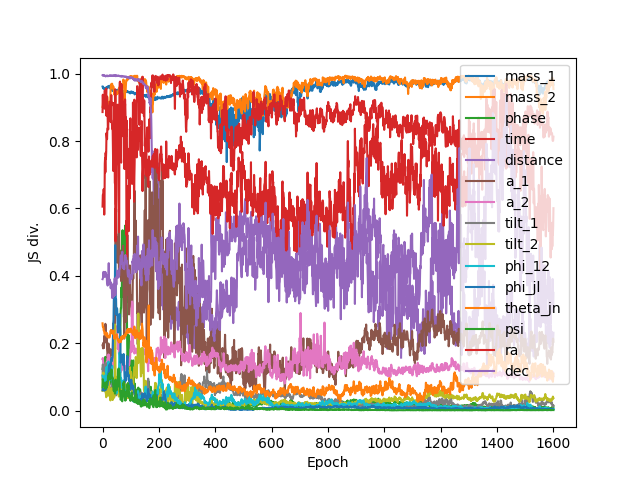 1.0
0.8
0.6
0.4
0.2
0.0
JS div.
0 200 400 600 800 1000 1200 1400 1600
Epoch
mass_1
mass_2
phase
time
distance
a_1
a_2
tilt_1
tilt_2
phi_12
phi_jl
theta_jn
psi
ra
dec